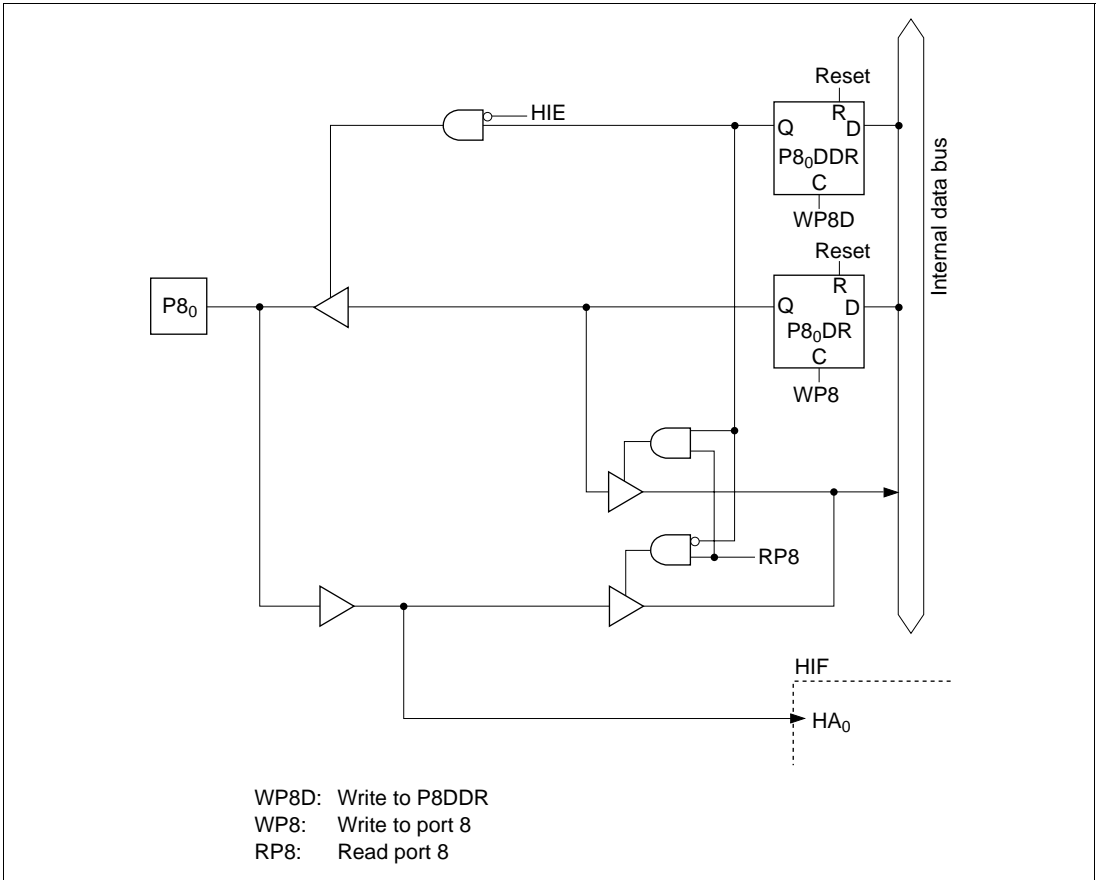 Reset
HIE
R
Q
D
P8₀DDR
C
WP8D
Reset
P8₀
R
Q
D
P8₀DR
C
WP8
Internal data bus
RP8
HIF
HA₀
WP8D: Write to P8DDR
WP8: Write to port 8
RP8: Read port 8